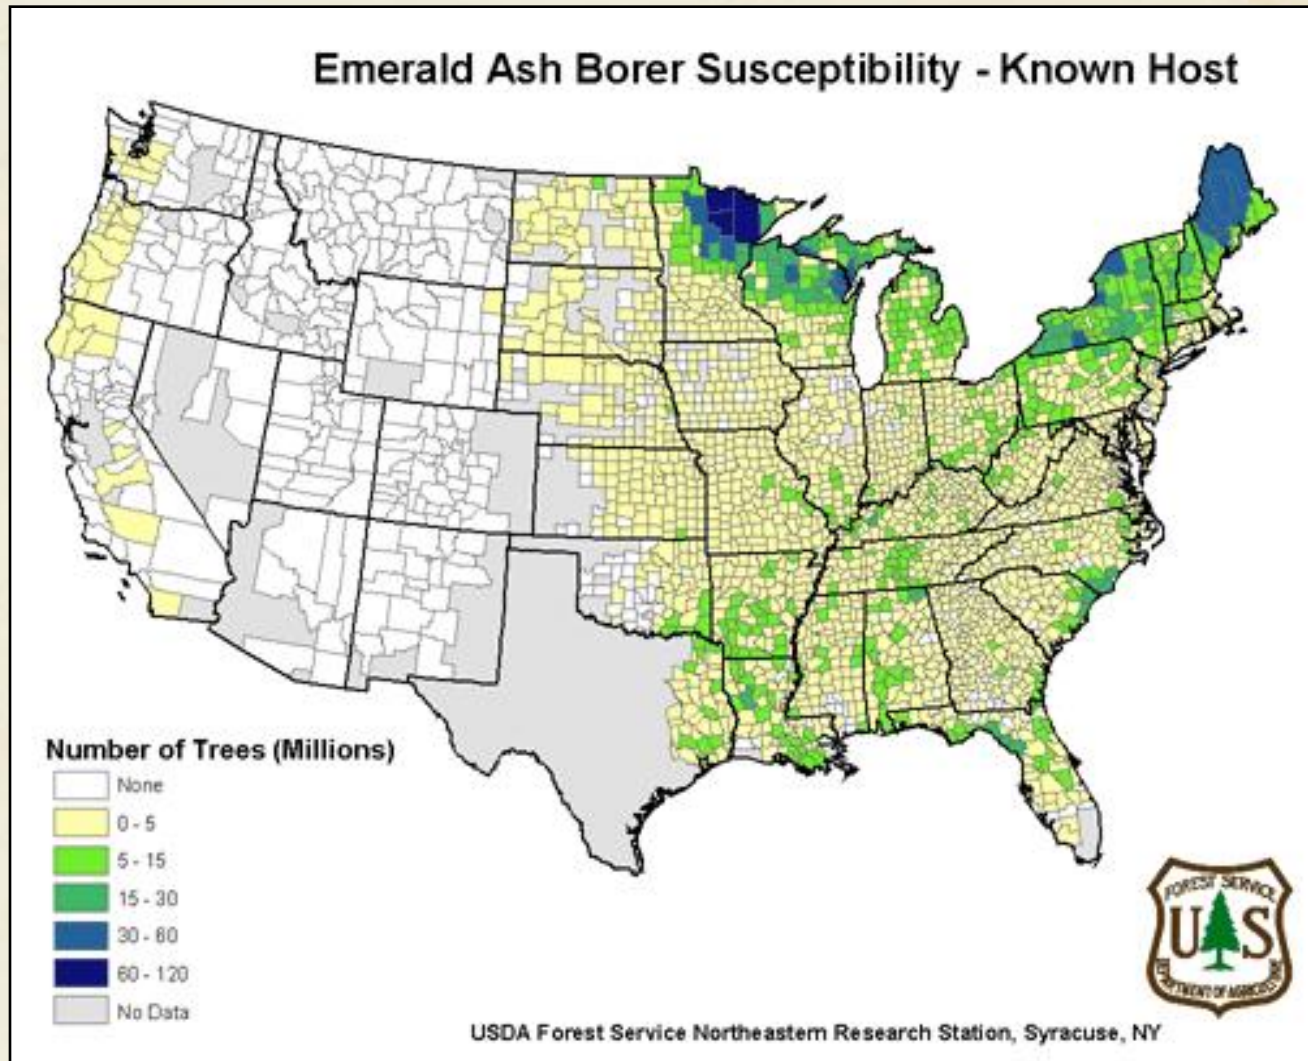 Emerald Ash Borer Susceptibility - Known Host
Number of Trees (Millions)
None
0 - 5
5 - 15
15 - 30
30 - 60
60 - 120
No Data
FOREST SERVICE
US
DEPARTMENT OF AGRICULTURE
USDA Forest Service Northeastern Research Station, Syracuse, NY